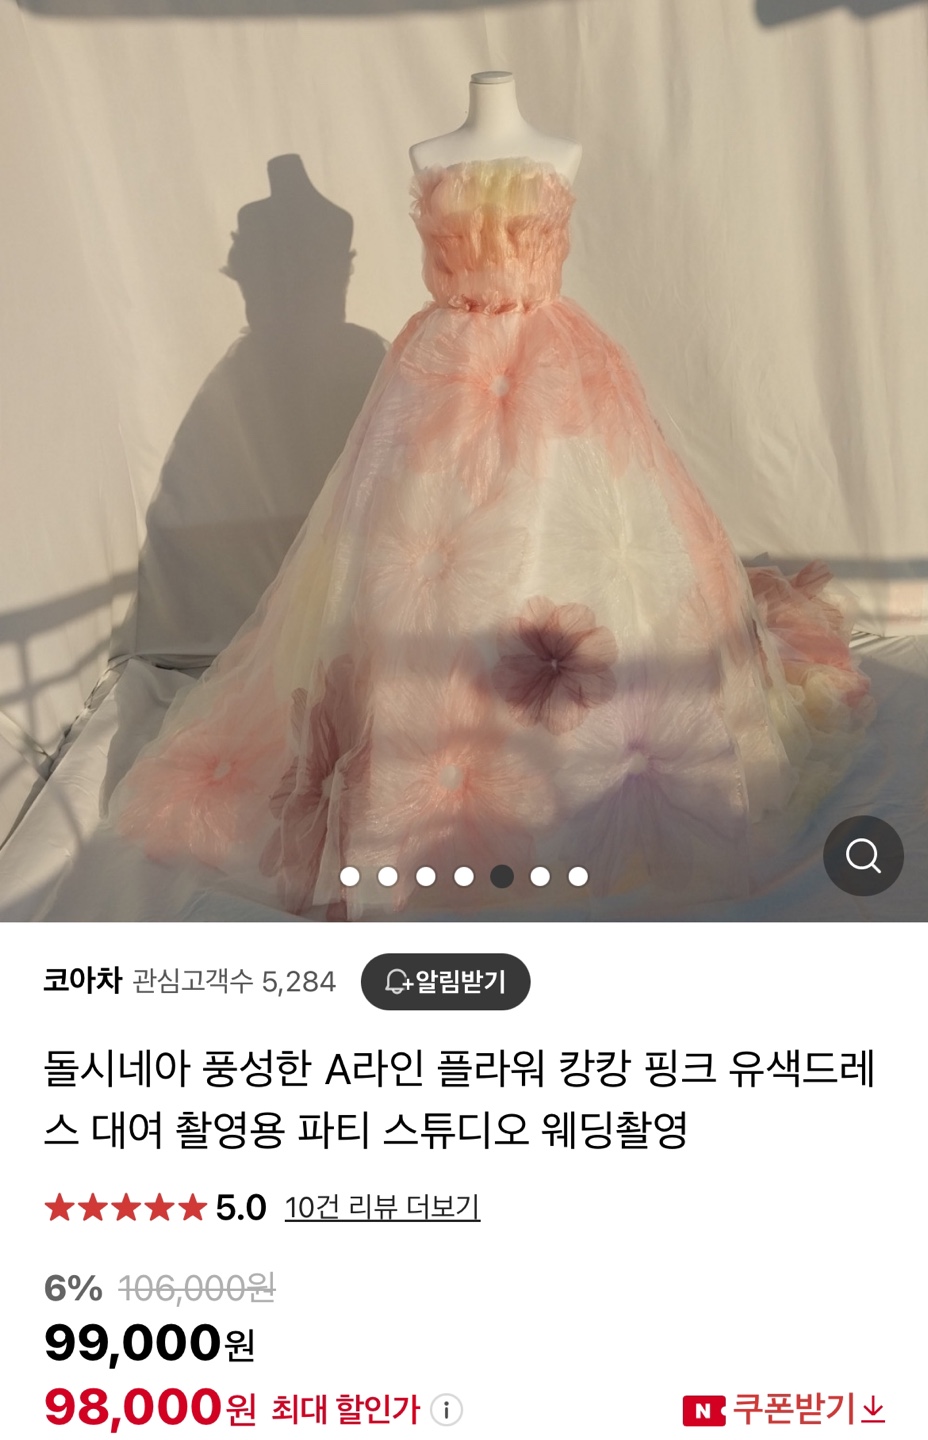 코아차 관심고객수 5,284 알림받기
돌시네아 풍성한 A라인 플라워 캉캉 핑크 유색드레
스 대여 촬영용 파티 스튜디오 웨딩촬영
★★★★★ 5.0 10건 리뷰 더보기
6% 106,000원
99,000원
98,000원 최대 할인가 N 쿠폰받기